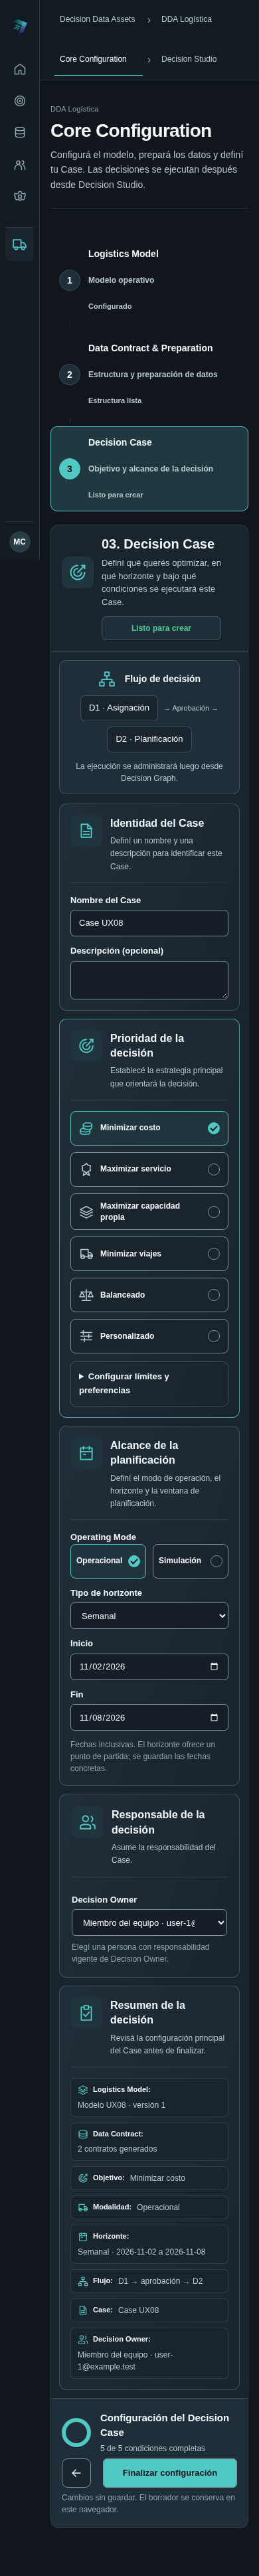 Decision Data Assets
DDA Logística
Core Configuration
Decision Studio
DDA Logística
Core Configuration
Configurá el modelo, prepará los datos y definí
tu Case. Las decisiones se ejecutan después
desde Decision Studio.
Logistics Model
1
Modelo operativo
Configurado
Data Contract & Preparation
2
Estructura y preparación de datos
Estructura lista
Decision Case
3
Objetivo y alcance de la decisión
Listo para crear
MC
03. Decision Case
Definí qué querés optimizar, en
qué horizonte y bajo qué
condiciones se ejecutará este
Case.
Listo para crear
Flujo de decisión
D1 · Asignación
→ Aprobación →
D2 · Planificación
La ejecución se administrará luego desde
Decision Graph.
Identidad del Case
Definí un nombre y una
descripción para identificar este
Case.
Nombre del Case
Case UX08
Descripción (opcional)
Prioridad de la
decisión
Establecé la estrategia principal
que orientará la decisión.
Minimizar costo
Maximizar servicio
Maximizar capacidad
propia
Minimizar viajes
Balanceado
Personalizado
▶ Configurar límites y
preferencias
Alcance de la
planificación
Definí el modo de operación, el
horizonte y la ventana de
planificación.
Operating Mode
Operacional
Simulación
Tipo de horizonte
Semanal
Inicio
11/02/2026
Fin
11/08/2026
Fechas inclusivas. El horizonte ofrece un
punto de partida; se guardan las fechas
concretas.
Responsable de la
decisión
Asume la responsabilidad del
Case.
Decision Owner
Miembro del equipo · user-1@
Elegí una persona con responsabilidad
vigente de Decision Owner.
Resumen de la
decisión
Revisá la configuración principal
del Case antes de finalizar.
Logistics Model:
Modelo UX08 · versión 1
Data Contract:
2 contratos generados
Objetivo: Minimizar costo
Modalidad: Operacional
Horizonte:
Semanal · 2026-11-02 a 2026-11-08
Flujo: D1 → aprobación → D2
Case: Case UX08
Decision Owner:
Miembro del equipo · user-
1@example.test
Configuración del Decision
Case
5 de 5 condiciones completas
←
Finalizar configuración
Cambios sin guardar. El borrador se conserva en
este navegador.